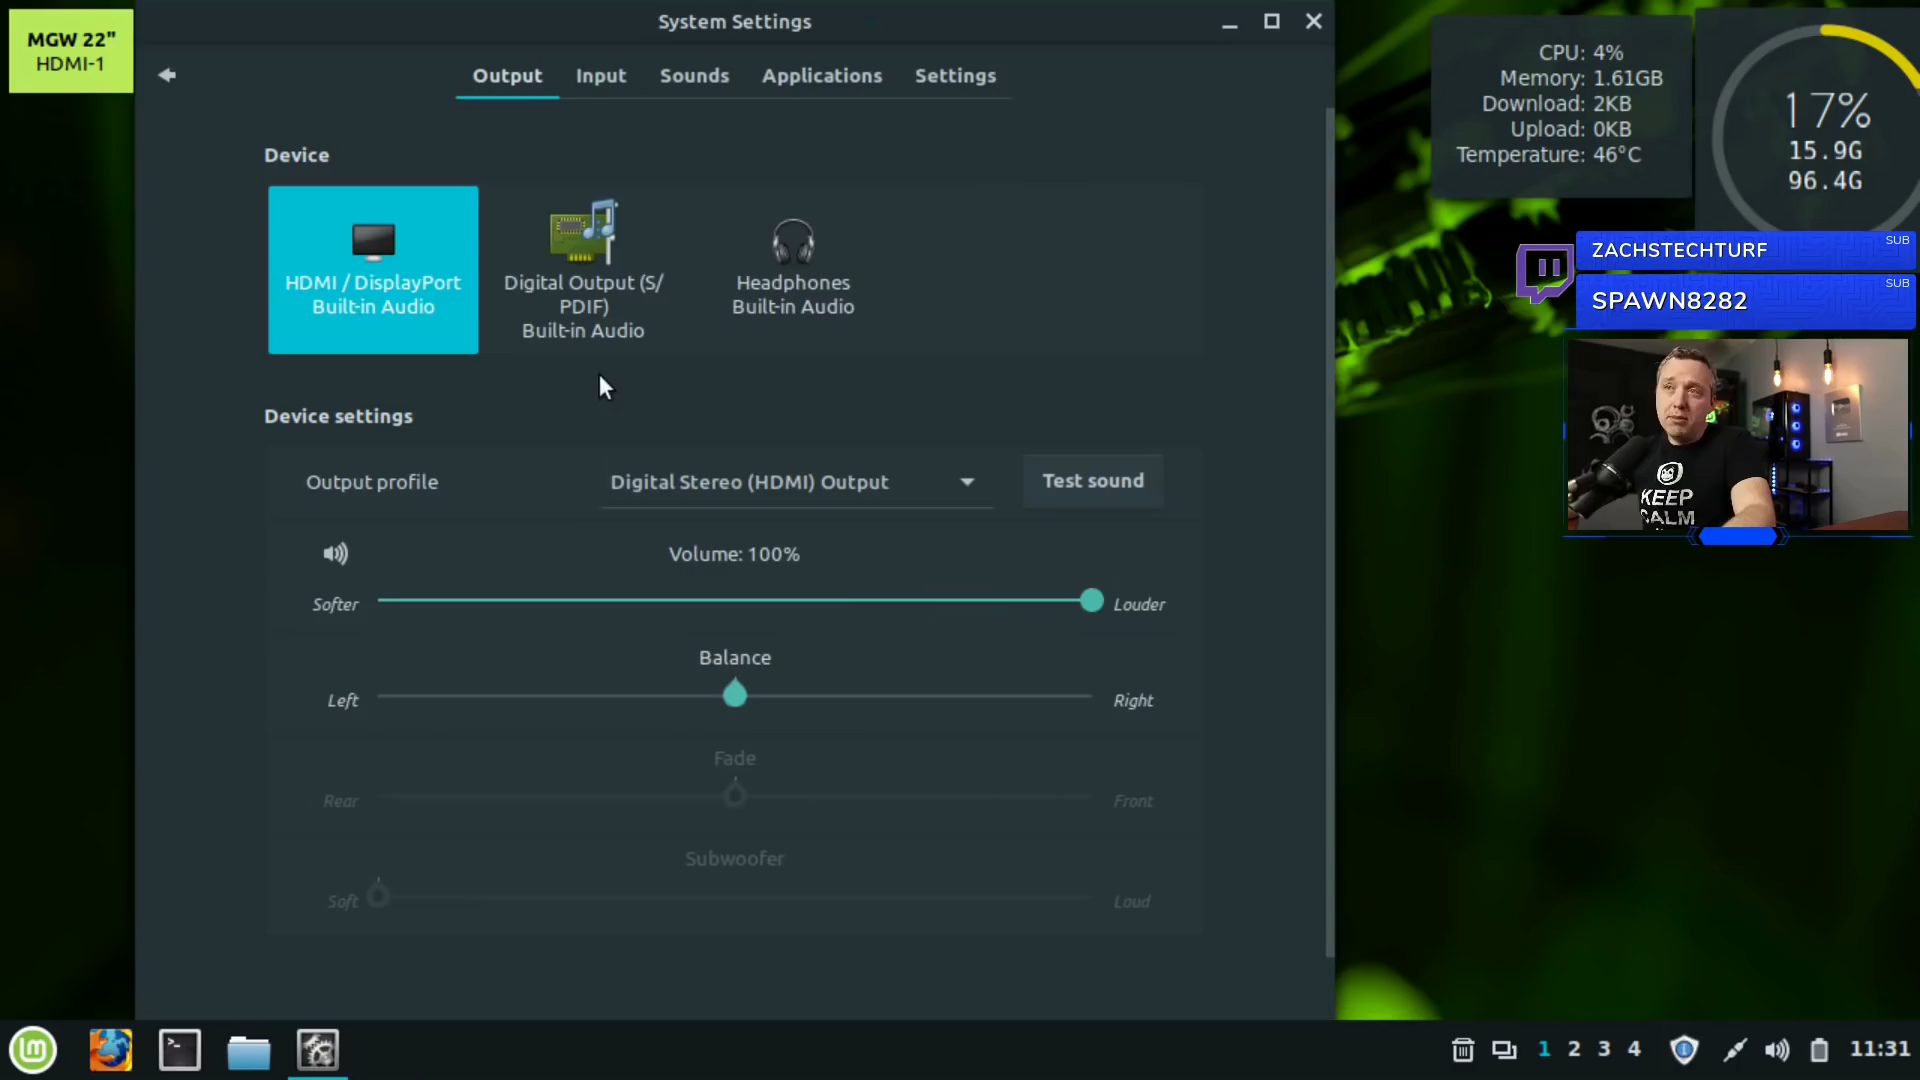 MGW 22"
HDMI-1
System Settings
Output
Input
Sounds
Applications
Settings
Device
HDMI / DisplayPort
Built-in Audio
Digital Output (S/
PDIF)
Built-in Audio
Headphones
Built-in Audio
Device settings
Output profile
Digital Stereo (HDMI) Output
Test sound
Volume: 100%
Softer
Louder
Balance
Left
Right
Fade
Rear
Front
Subwoofer
Soft
Loud
CPU: 4%
Memory: 1.61GB
Download: 2KB
Upload: 0KB
Temperature: 46°C
17%
15.9G
96.4G
ZACHSTECHTURF
SUB
SPAWN8282
SUB
KEEP
CALM
1 2 3 4
11:31